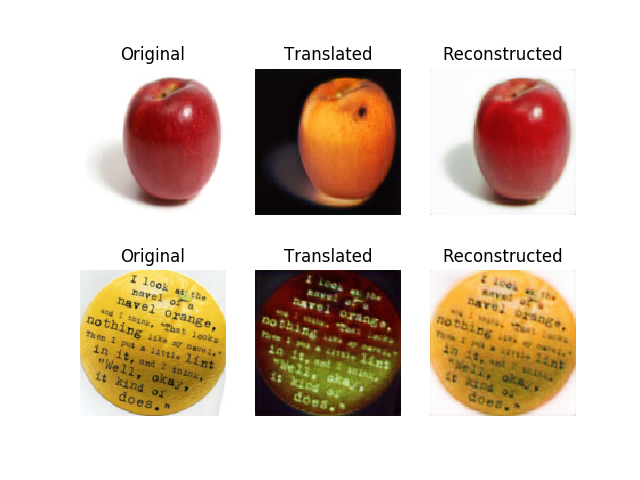 Original Translated Reconstructed
Original Translated Reconstructed
I look at the
navel of a
navel orange,
and I think, "That looks
nothing like my navel."
Then I put a little lint
in it, and I think,
"Well, okay,
it kind of
does."
I look at the
navel of a
navel orange,
and I think, "That looks
nothing like my navel."
Then I put a little lint
in it, and I think,
"Well, okay,
it kind of
does."
I look at the
navel of a
navel orange,
and I think, "That looks
nothing like my navel."
Then I put a little lint
in it, and I think,
"Well, okay,
it kind of
does."